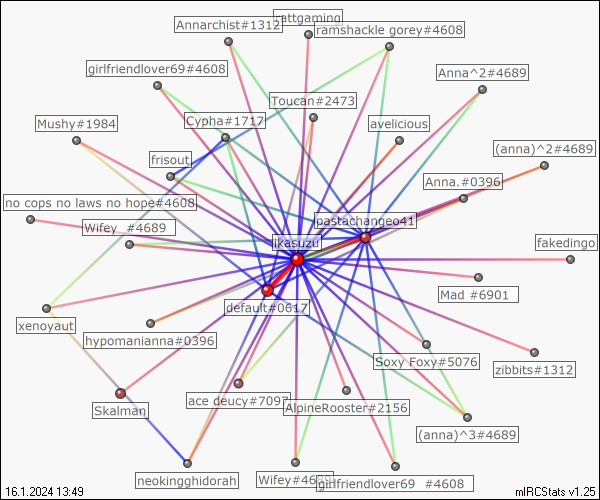 rattgaming
Annarchist#1312
ramshackle gorey#4608
girlfriendlover69#4608
Anna^2#4689
Toucan#2473
Cypha#1717
avelicious
Mushy#1984
(anna)^2#4689
frisout
Anna.#0396
no cops no laws no hope#4608
pastachangeo41
Wifey #4689
likasuzu
fakedingo
Mad #6901
default#0617
xenoyaut
hypomanianna#0396
Soxy Foxy#5076
zibbits#1312
ace deucy#7097
AlpineRooster#2156
Skalman
(anna)^3#4689
neokingghidorah
Wifey#
girlfriendlover69 #4608
16.1.2024 13:49
mIRCStats v1.25